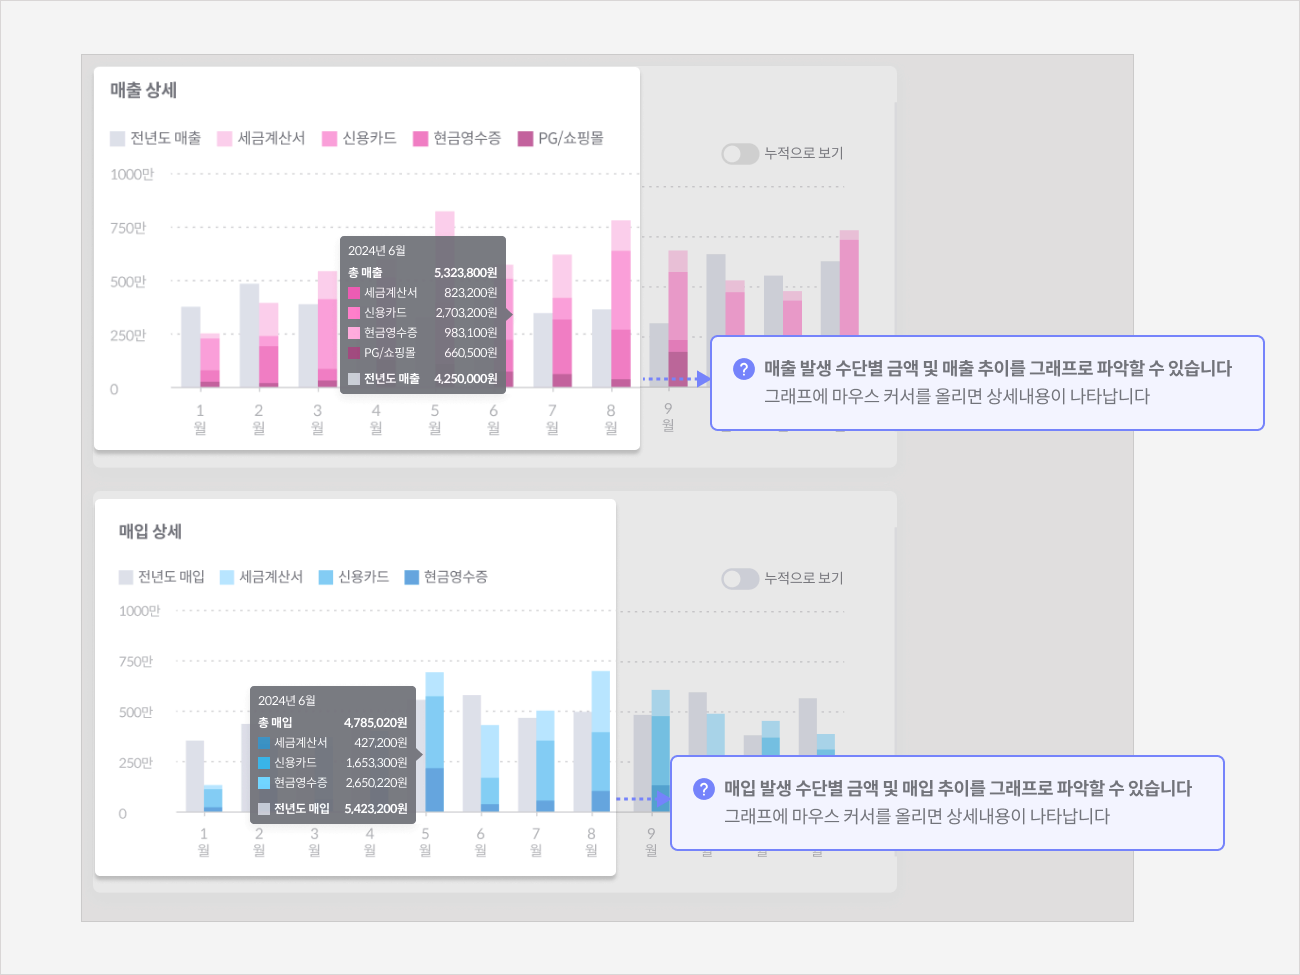 매출 상세
전년도 매출 세금계산서 신용카드 현금영수증 PG/쇼핑몰
누적으로 보기
1000만
750만
500만
250만
0
2024년 6월
총 매출 5,323,800원
세금계산서 823,200원
신용카드 2,703,200원
현금영수증 983,100원
PG/쇼핑몰 660,500원
전년도 매출 4,250,000원
1월 2월 3월 4월 5월 6월 7월 8월 9월
매출 발생 수단별 금액 및 매출 추이를 그래프로 파악할 수 있습니다
그래프에 마우스 커서를 올리면 상세내용이 나타납니다
매입 상세
전년도 매입 세금계산서 신용카드 현금영수증
누적으로 보기
1000만
750만
500만
250만
0
2024년 6월
총 매입 4,785,020원
세금계산서 427,200원
신용카드 1,653,300원
현금영수증 2,650,220원
전년도 매입 5,423,200원
1월 2월 3월 4월 5월 6월 7월 8월 9월
매입 발생 수단별 금액 및 매입 추이를 그래프로 파악할 수 있습니다
그래프에 마우스 커서를 올리면 상세내용이 나타납니다